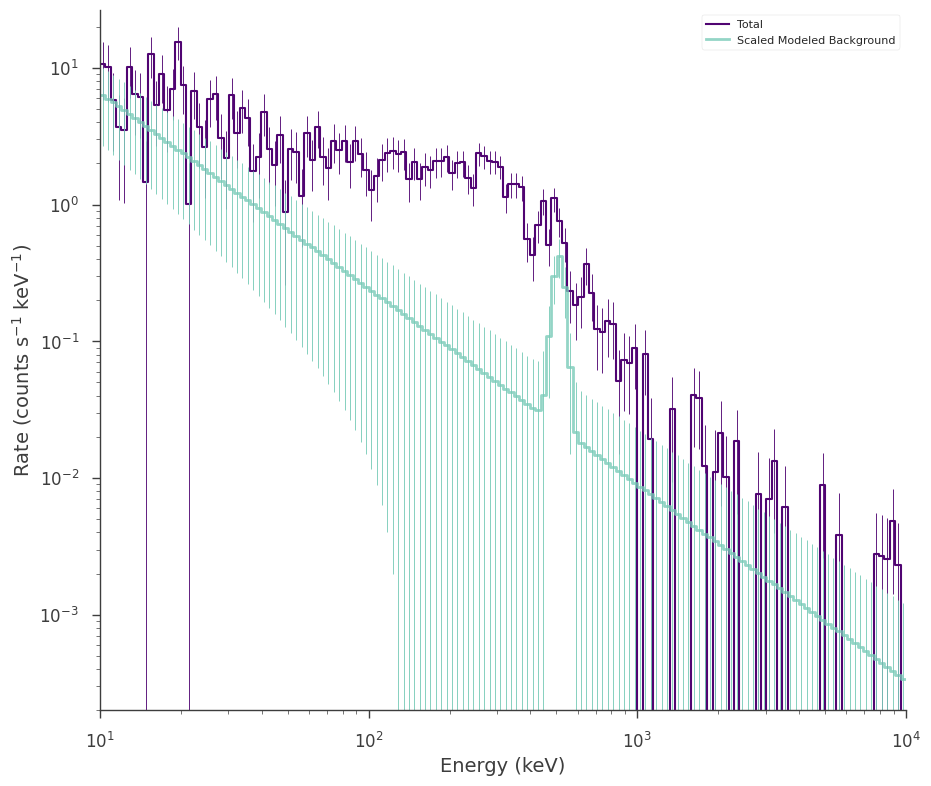 Total
Scaled Modeled Background
10¹
10⁰
10⁻¹
10⁻²
10⁻³
Rate (counts s⁻¹ keV⁻¹)
10¹ 10² 10³ 10⁴
Energy (keV)